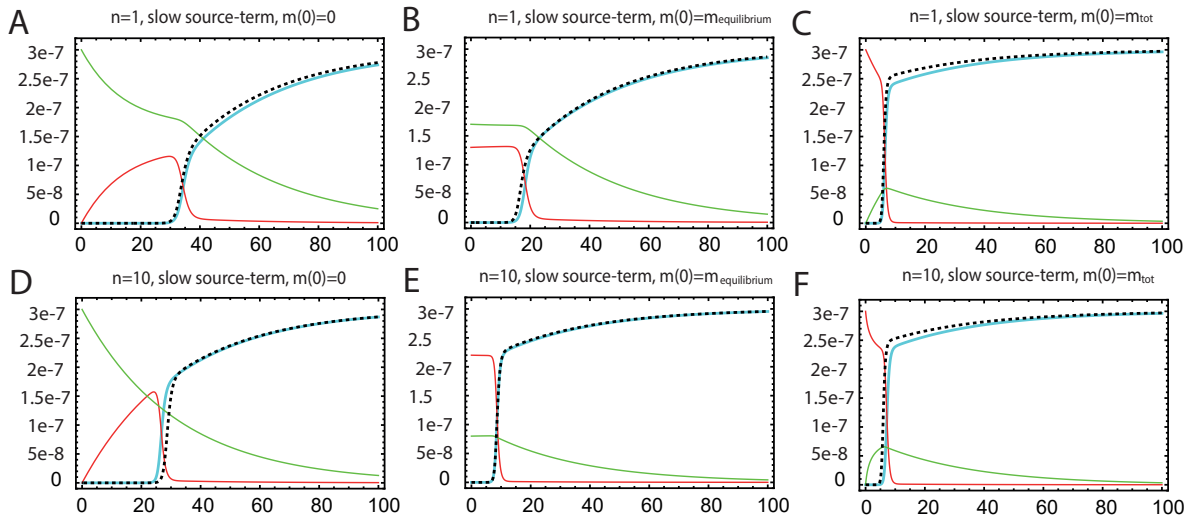 A
n=1, slow source-term, m(0)=0
3e-7
2.5e-7
2e-7
1.5e-7
1e-7
5e-8
0
0 20 40 60 80 100
B
n=1, slow source-term, m(0)=mequilibrium
3e-7
2.5e-7
2e-7
1.5
1e-7
5e-8
0
0 20 40 60 80 100
C
n=1, slow source-term, m(0)=mtot
3e-7
2.5e-7
2e-7
1.5e-7
1e-7
5e-8
0
0 20 40 60 80 100
D
n=10, slow source-term, m(0)=0
3e-7
2.5e-7
2e-7
1.5e-7
1e-7
5e-8
0
0 20 40 60 80 100
E
n=10, slow source-term, m(0)=mequilibrium
3e-7
2.5e-7
2e-7
1.5e-7
1e-7
5e-8
0
0 20 40 60 80 100
F
n=10, slow source-term, m(0)=mtot
3e-7
2.5e-7
2e-7
1.5e-7
1e-7
5e-8
0
0 20 40 60 80 100